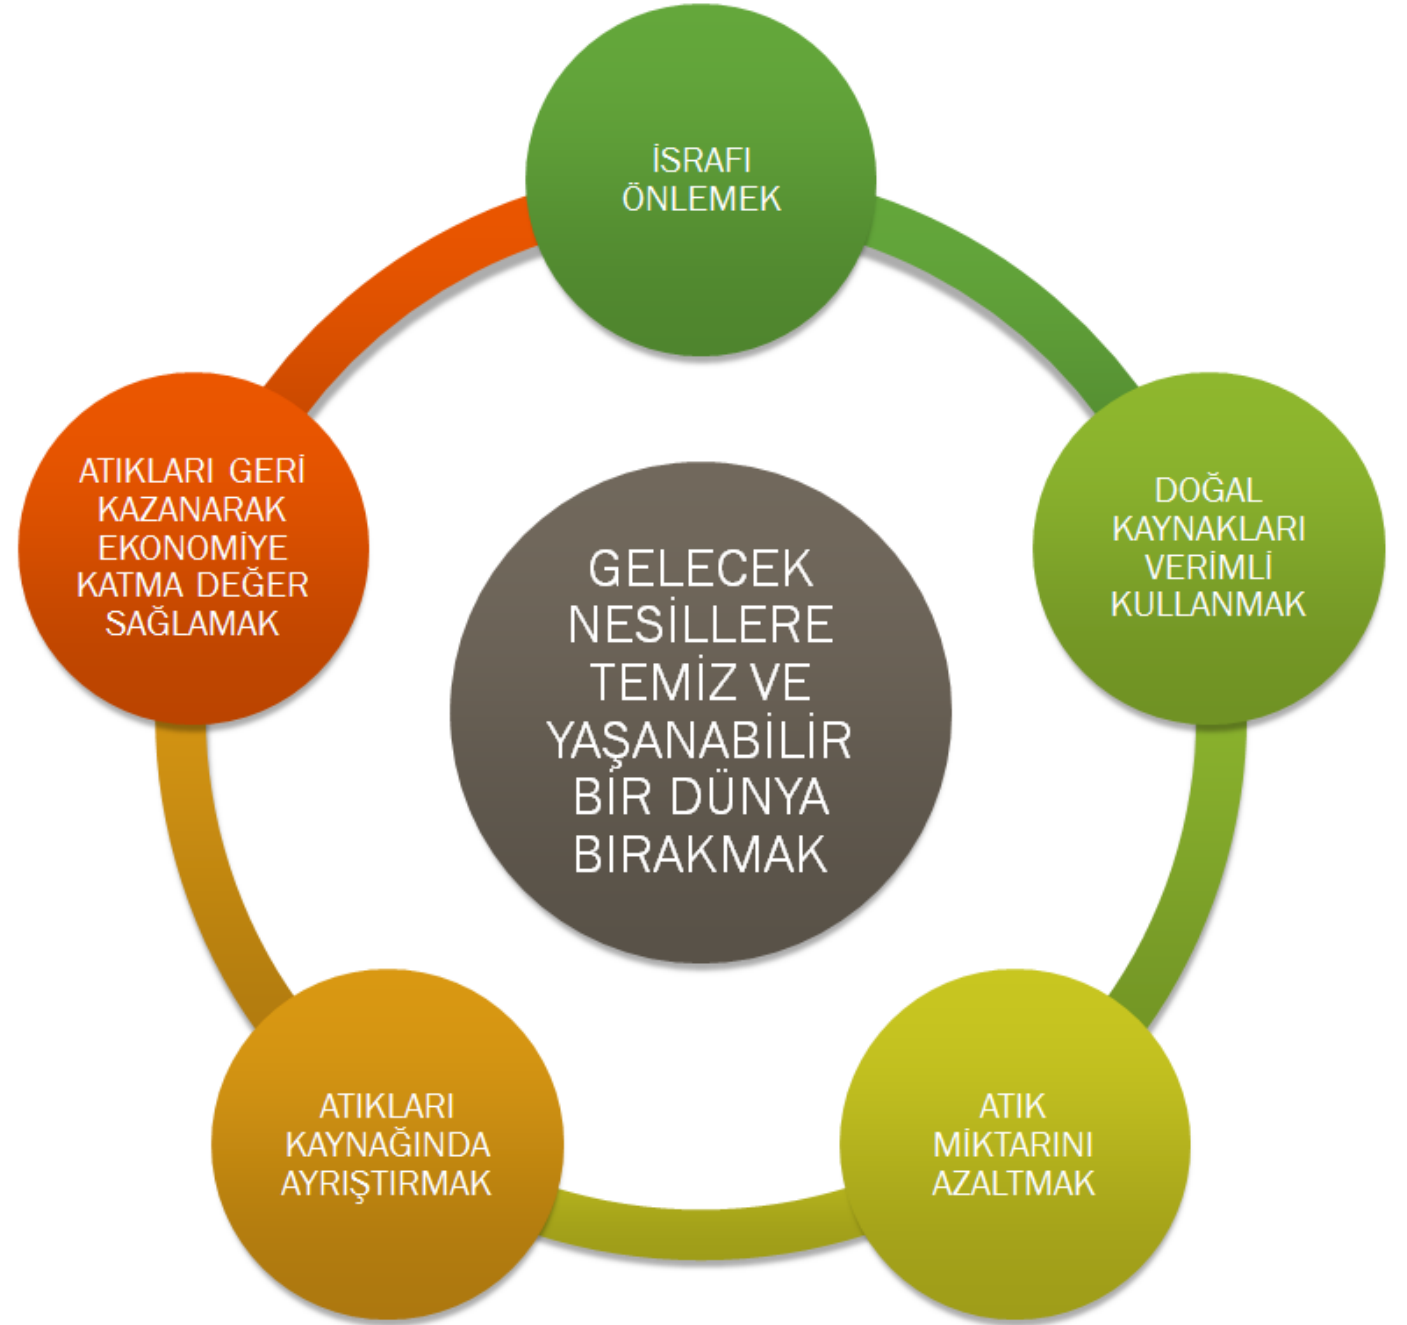 İSRAFI
ÖNLEMEK
DOĞAL
KAYNAKLARI
VERİMLİ
KULLANMAK
ATIK
MİKTARINI
AZALTMAK
ATIKLARI
KAYNAĞINDA
AYRIŞTIRMAK
ATIKLARI GERİ
KAZANARAK
EKONOMİYE
KATMA DEĞER
SAĞLAMAK
GELECEK
NESİLLERE
TEMİZ VE
YAŞANABİLİR
BİR DÜNYA
BIRAKMAK